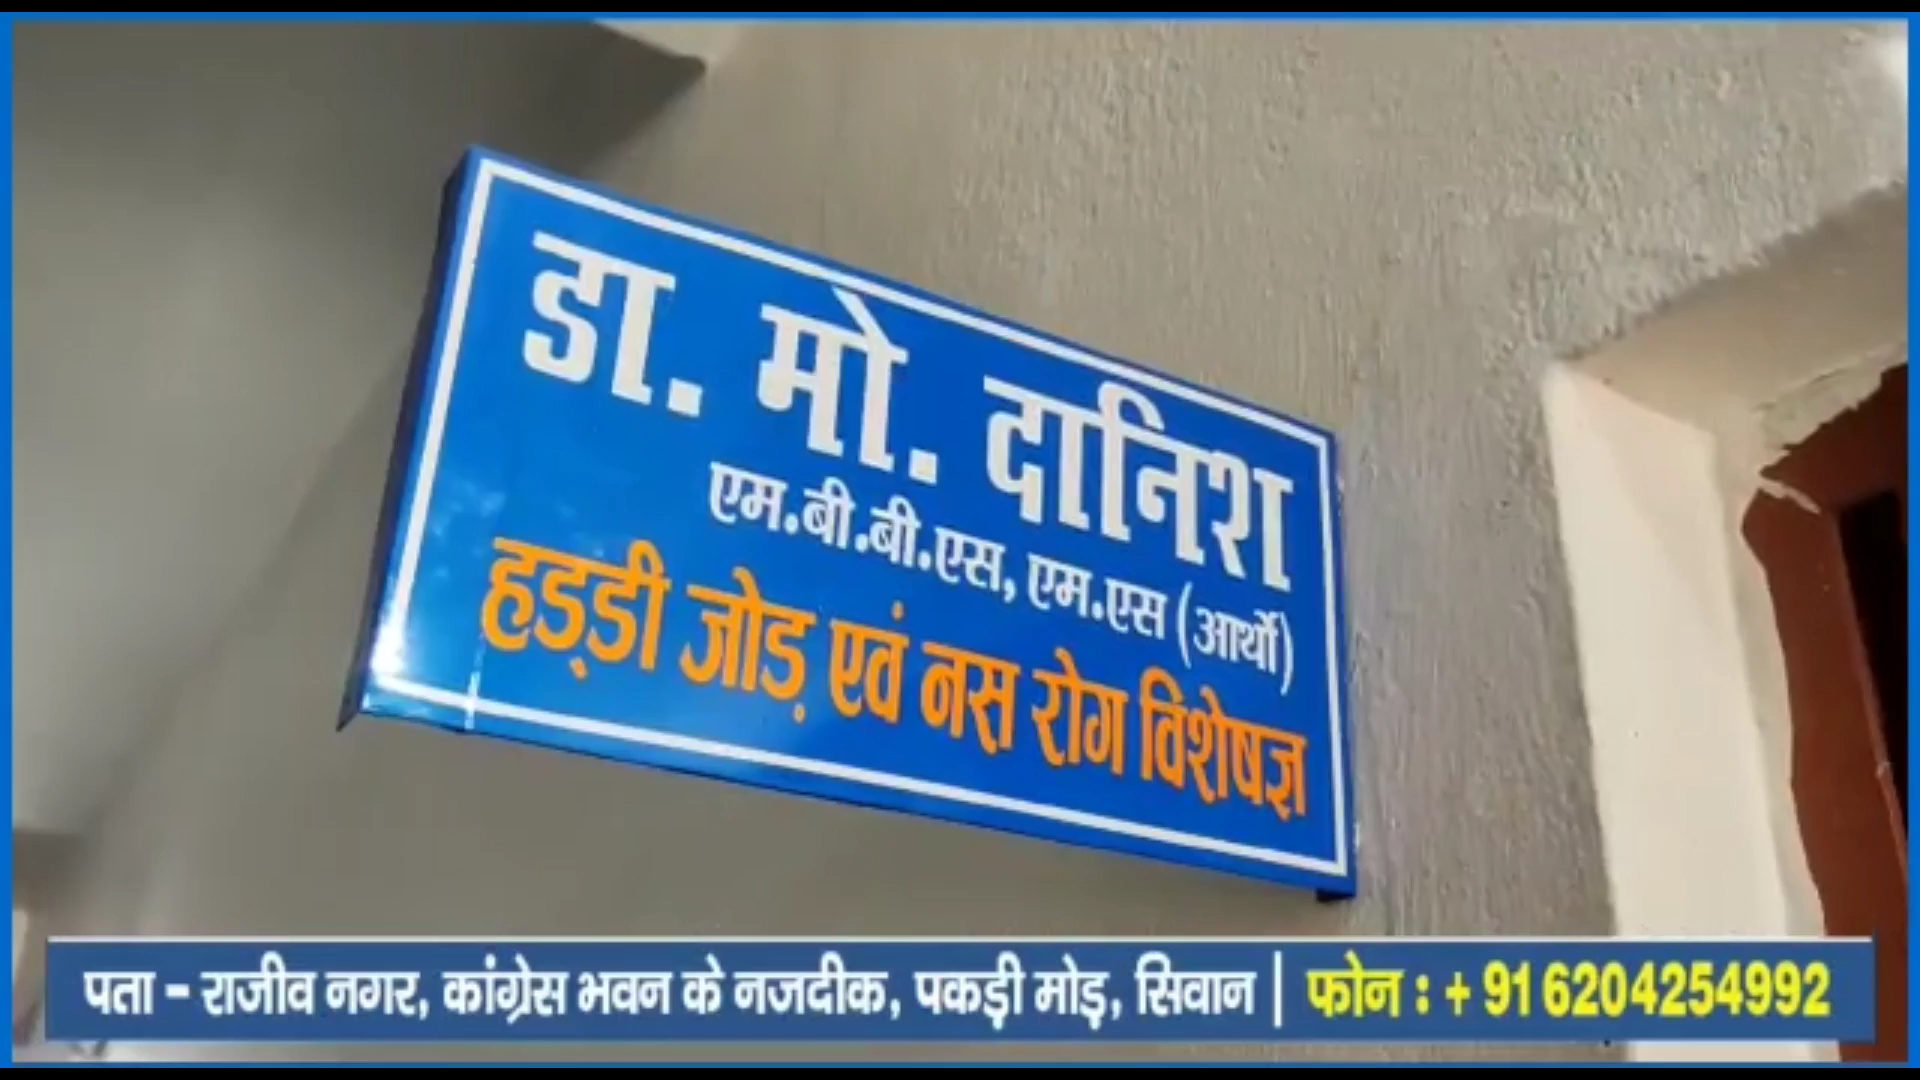 डा. मो. दानिश
एम.बी.बी.एस, एम.एस (आर्थो)
हड्डी जोड़ एवं नस रोग विशेषज्ञ
पता - राजीव नगर, कांग्रेस भवन के नजदीक, पकड़ी मोड़, सिवान | फोन : + 91 6204254992